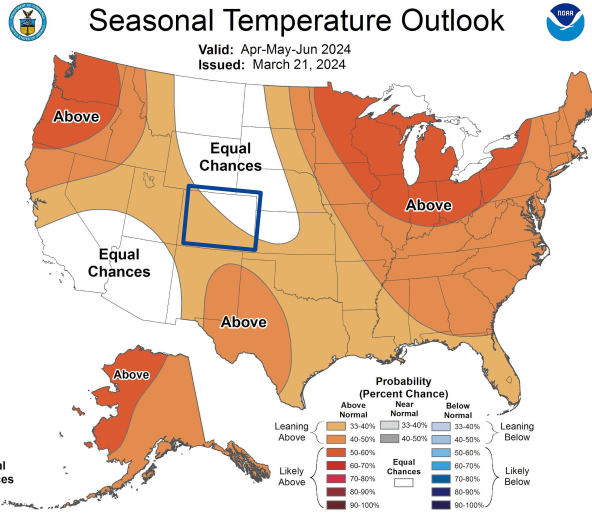 Seasonal Temperature Outlook
NOAA
Valid: Apr-May-Jun 2024
Issued: March 21, 2024
Above
Equal
Chances
Above
Equal
Chances
Above
Above
Probability
(Percent Chance)
Above
Normal
Near
Normal
Below
Normal
Leaning
Above
33-40%
40-50%
33-40%
40-50%
33-40%
40-50%
Leaning
Below
Likely
Above
50-60%
60-70%
70-80%
80-90%
90-100%
Equal
Chances
50-60%
60-70%
70-80%
80-90%
90-100%
Likely
Below
al
ces